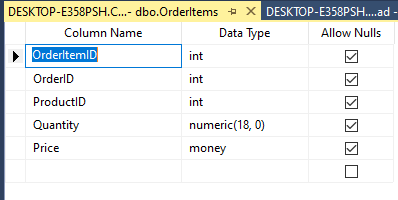 DESKTOP-E358PSH.C...- dbo.OrderItems DESKTOP-E358PSH....ad -
Column Name Data Type Allow Nulls
OrderItemID int
OrderID int
ProductID int
Quantity numeric(18, 0)
Price money